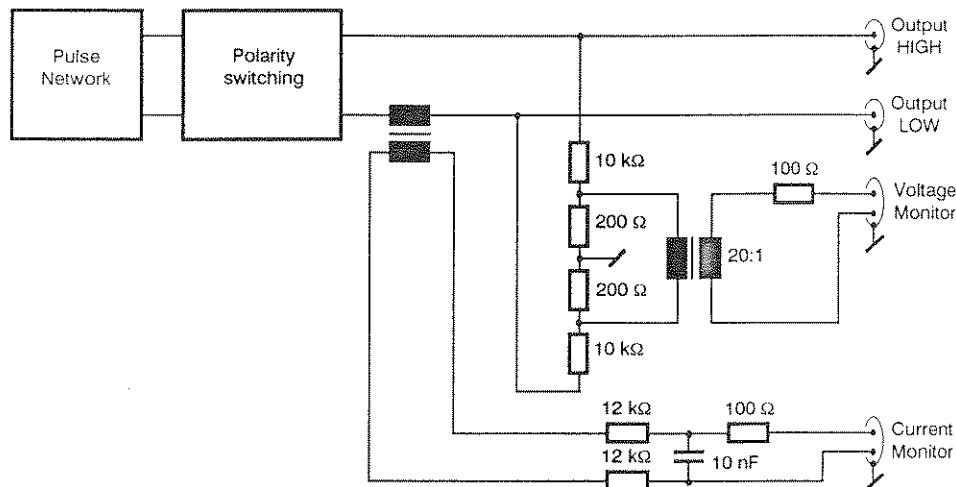 Pulse
Network
Polarity
switching
Output
HIGH
Output
LOW
10 kΩ
100 Ω
Voltage
Monitor
200 Ω
20:1
200 Ω
10 kΩ
12 kΩ
100 Ω
Current
Monitor
12 kΩ
10 nF